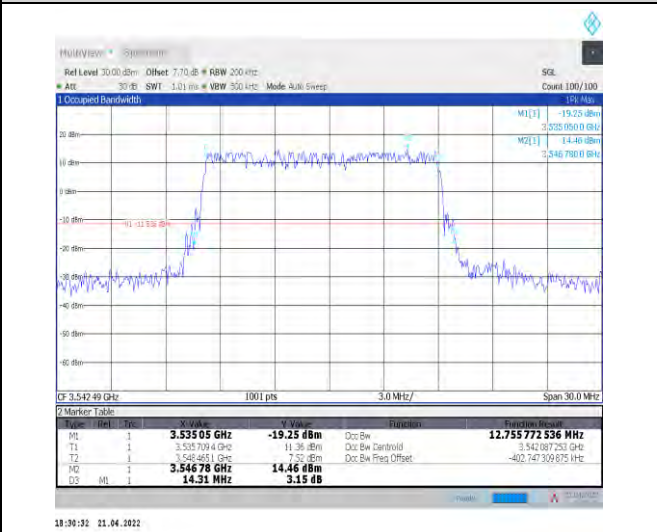 MultiView Spectrum
Ref Level 30.00 dBm Offset 7.70 dB RBW 200 kHz SGL
Att 30 dB SWT 1.01 ms VBW 500 kHz Mode Auto Sweep Count 100/100
1 Occupied Bandwidth 1Pk Max
M1[1] -19.25 dBm
3.535 050 0 GHz
M2[1] 14.46 dBm
3.546 780 0 GHz
20 dBm
10 dBm
0 dBm
-10 dBm
-20 dBm
-30 dBm
-40 dBm
-50 dBm
-60 dBm
CF 3.542 49 GHz 1001 pts 3.0 MHz/ Span 30.0 MHz
2 Marker Table
Type Ref Trc X-Value Y-Value Function Function Result
M1 1 3.535 05 GHz -19.25 dBm Occ Bw 12.755 772 536 MHz
T1 1 3.535 709 4 GHz 11.36 dBm Occ Bw Centroid 3.542 087 253 GHz
T2 1 3.548 465 1 GHz 7.52 dBm Occ Bw Freq Offset -402.747 309 875 kHz
M2 1 3.546 78 GHz 14.46 dBm
D3 M1 1 14.31 MHz 3.15 dB
18:30:32 21.04.2022